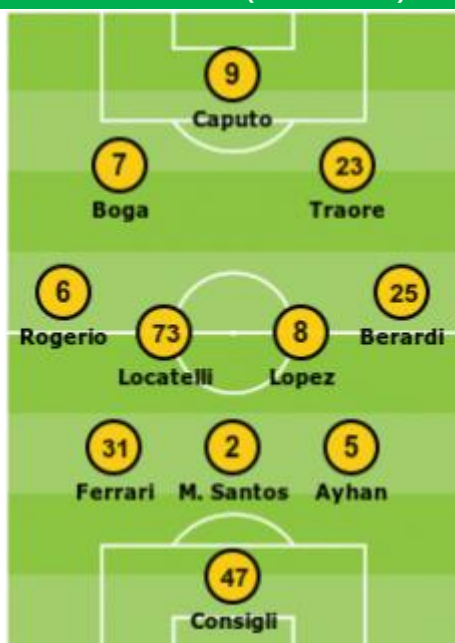 9
Caputo
7 23
Boga Traore
6 25
Rogerio 73 8 Berardi
Locatelli Lopez
31 2 5
Ferrari M. Santos Ayhan
47
Consigli